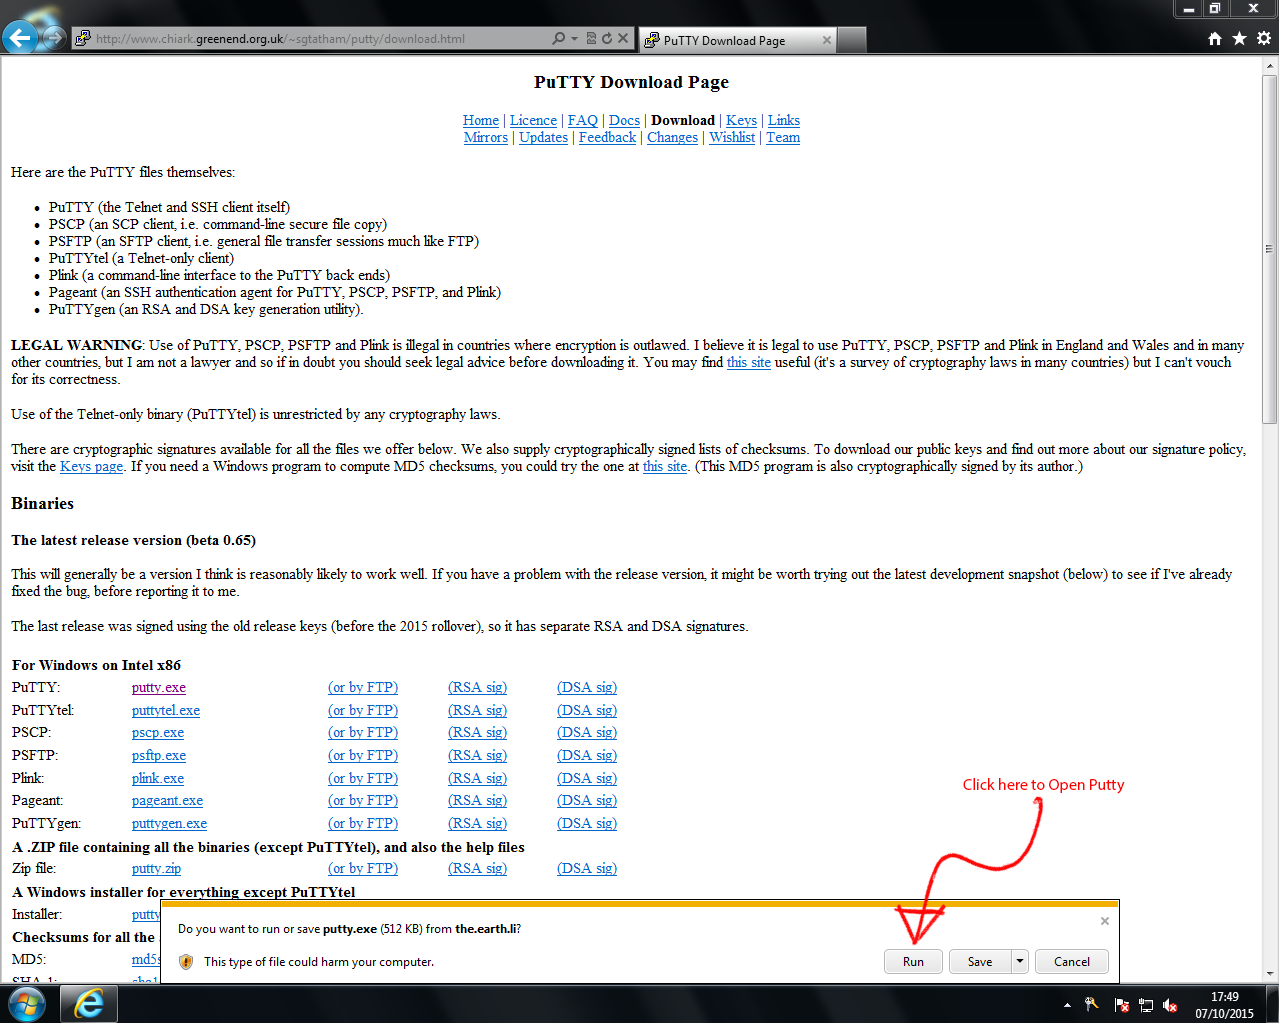 http://www.chiark.greenend.org.uk/~sgtatham/putty/download.html
PuTTY Download Page
PuTTY Download Page
Home | Licence | FAQ | Docs | Download | Keys | Links
Mirrors | Updates | Feedback | Changes | Wishlist | Team
Here are the PuTTY files themselves:
• PuTTY (the Telnet and SSH client itself)
• PSCP (an SCP client, i.e. command-line secure file copy)
• PSFTP (an SFTP client, i.e. general file transfer sessions much like FTP)
• PuTTYtel (a Telnet-only client)
• Plink (a command-line interface to the PuTTY back ends)
• Pageant (an SSH authentication agent for PuTTY, PSCP, PSFTP, and Plink)
• PuTTYgen (an RSA and DSA key generation utility).
LEGAL WARNING: Use of PuTTY, PSCP, PSFTP and Plink is illegal in countries where encryption is outlawed. I believe it is legal to use PuTTY, PSCP, PSFTP and Plink in England and Wales and in many
other countries, but I am not a lawyer and so if in doubt you should seek legal advice before downloading it. You may find this site useful (it's a survey of cryptography laws in many countries) but I can't vouch
for its correctness.
Use of the Telnet-only binary (PuTTYtel) is unrestricted by any cryptography laws.
There are cryptographic signatures available for all the files we offer below. We also supply cryptographically signed lists of checksums. To download our public keys and find out more about our signature policy,
visit the Keys page. If you need a Windows program to compute MD5 checksums, you could try the one at this site. (This MD5 program is also cryptographically signed by its author.)
Binaries
The latest release version (beta 0.65)
This will generally be a version I think is reasonably likely to work well. If you have a problem with the release version, it might be worth trying out the latest development snapshot (below) to see if I've already
fixed the bug, before reporting it to me.
The last release was signed using the old release keys (before the 2015 rollover), so it has separate RSA and DSA signatures.
For Windows on Intel x86
PuTTY: putty.exe (or by FTP) (RSA sig) (DSA sig)
PuTTYtel: puttytel.exe (or by FTP) (RSA sig) (DSA sig)
PSCP: pscp.exe (or by FTP) (RSA sig) (DSA sig)
PSFTP: psftp.exe (or by FTP) (RSA sig) (DSA sig)
Plink: plink.exe (or by FTP) (RSA sig) (DSA sig)
Click here to Open Putty
Pageant: pageant.exe (or by FTP) (RSA sig) (DSA sig)
PuTTYgen: puttygen.exe (or by FTP) (RSA sig) (DSA sig)
A .ZIP file containing all the binaries (except PuTTYtel), and also the help files
Zip file: putty.zip (or by FTP) (RSA sig) (DSA sig)
A Windows installer for everything except PuTTYtel
Installer: putty
Checksums for all the
MD5: md5s
Do you want to run or save putty.exe (512 KB) from the.earth.li?
This type of file could harm your computer.
Run Save Cancel
17:49
07/10/2015